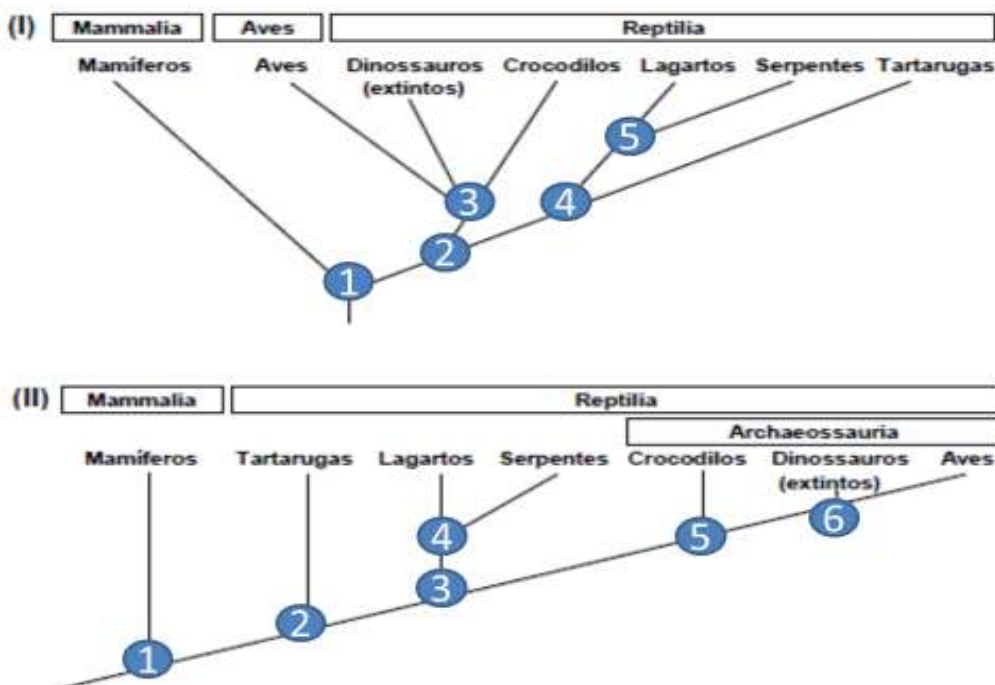 (I) Mammalia Aves Reptilia
Mamíferos Aves Dinossauros Crocodilos Lagartos Serpentes Tartarugas
(extintos)
5
3 4
2
1
(II) Mammalia Reptilia
Archaeossauria
Mamíferos Tartarugas Lagartos Serpentes Crocodilos Dinossauros Aves
(extintos)
6
4 5
3
2
1